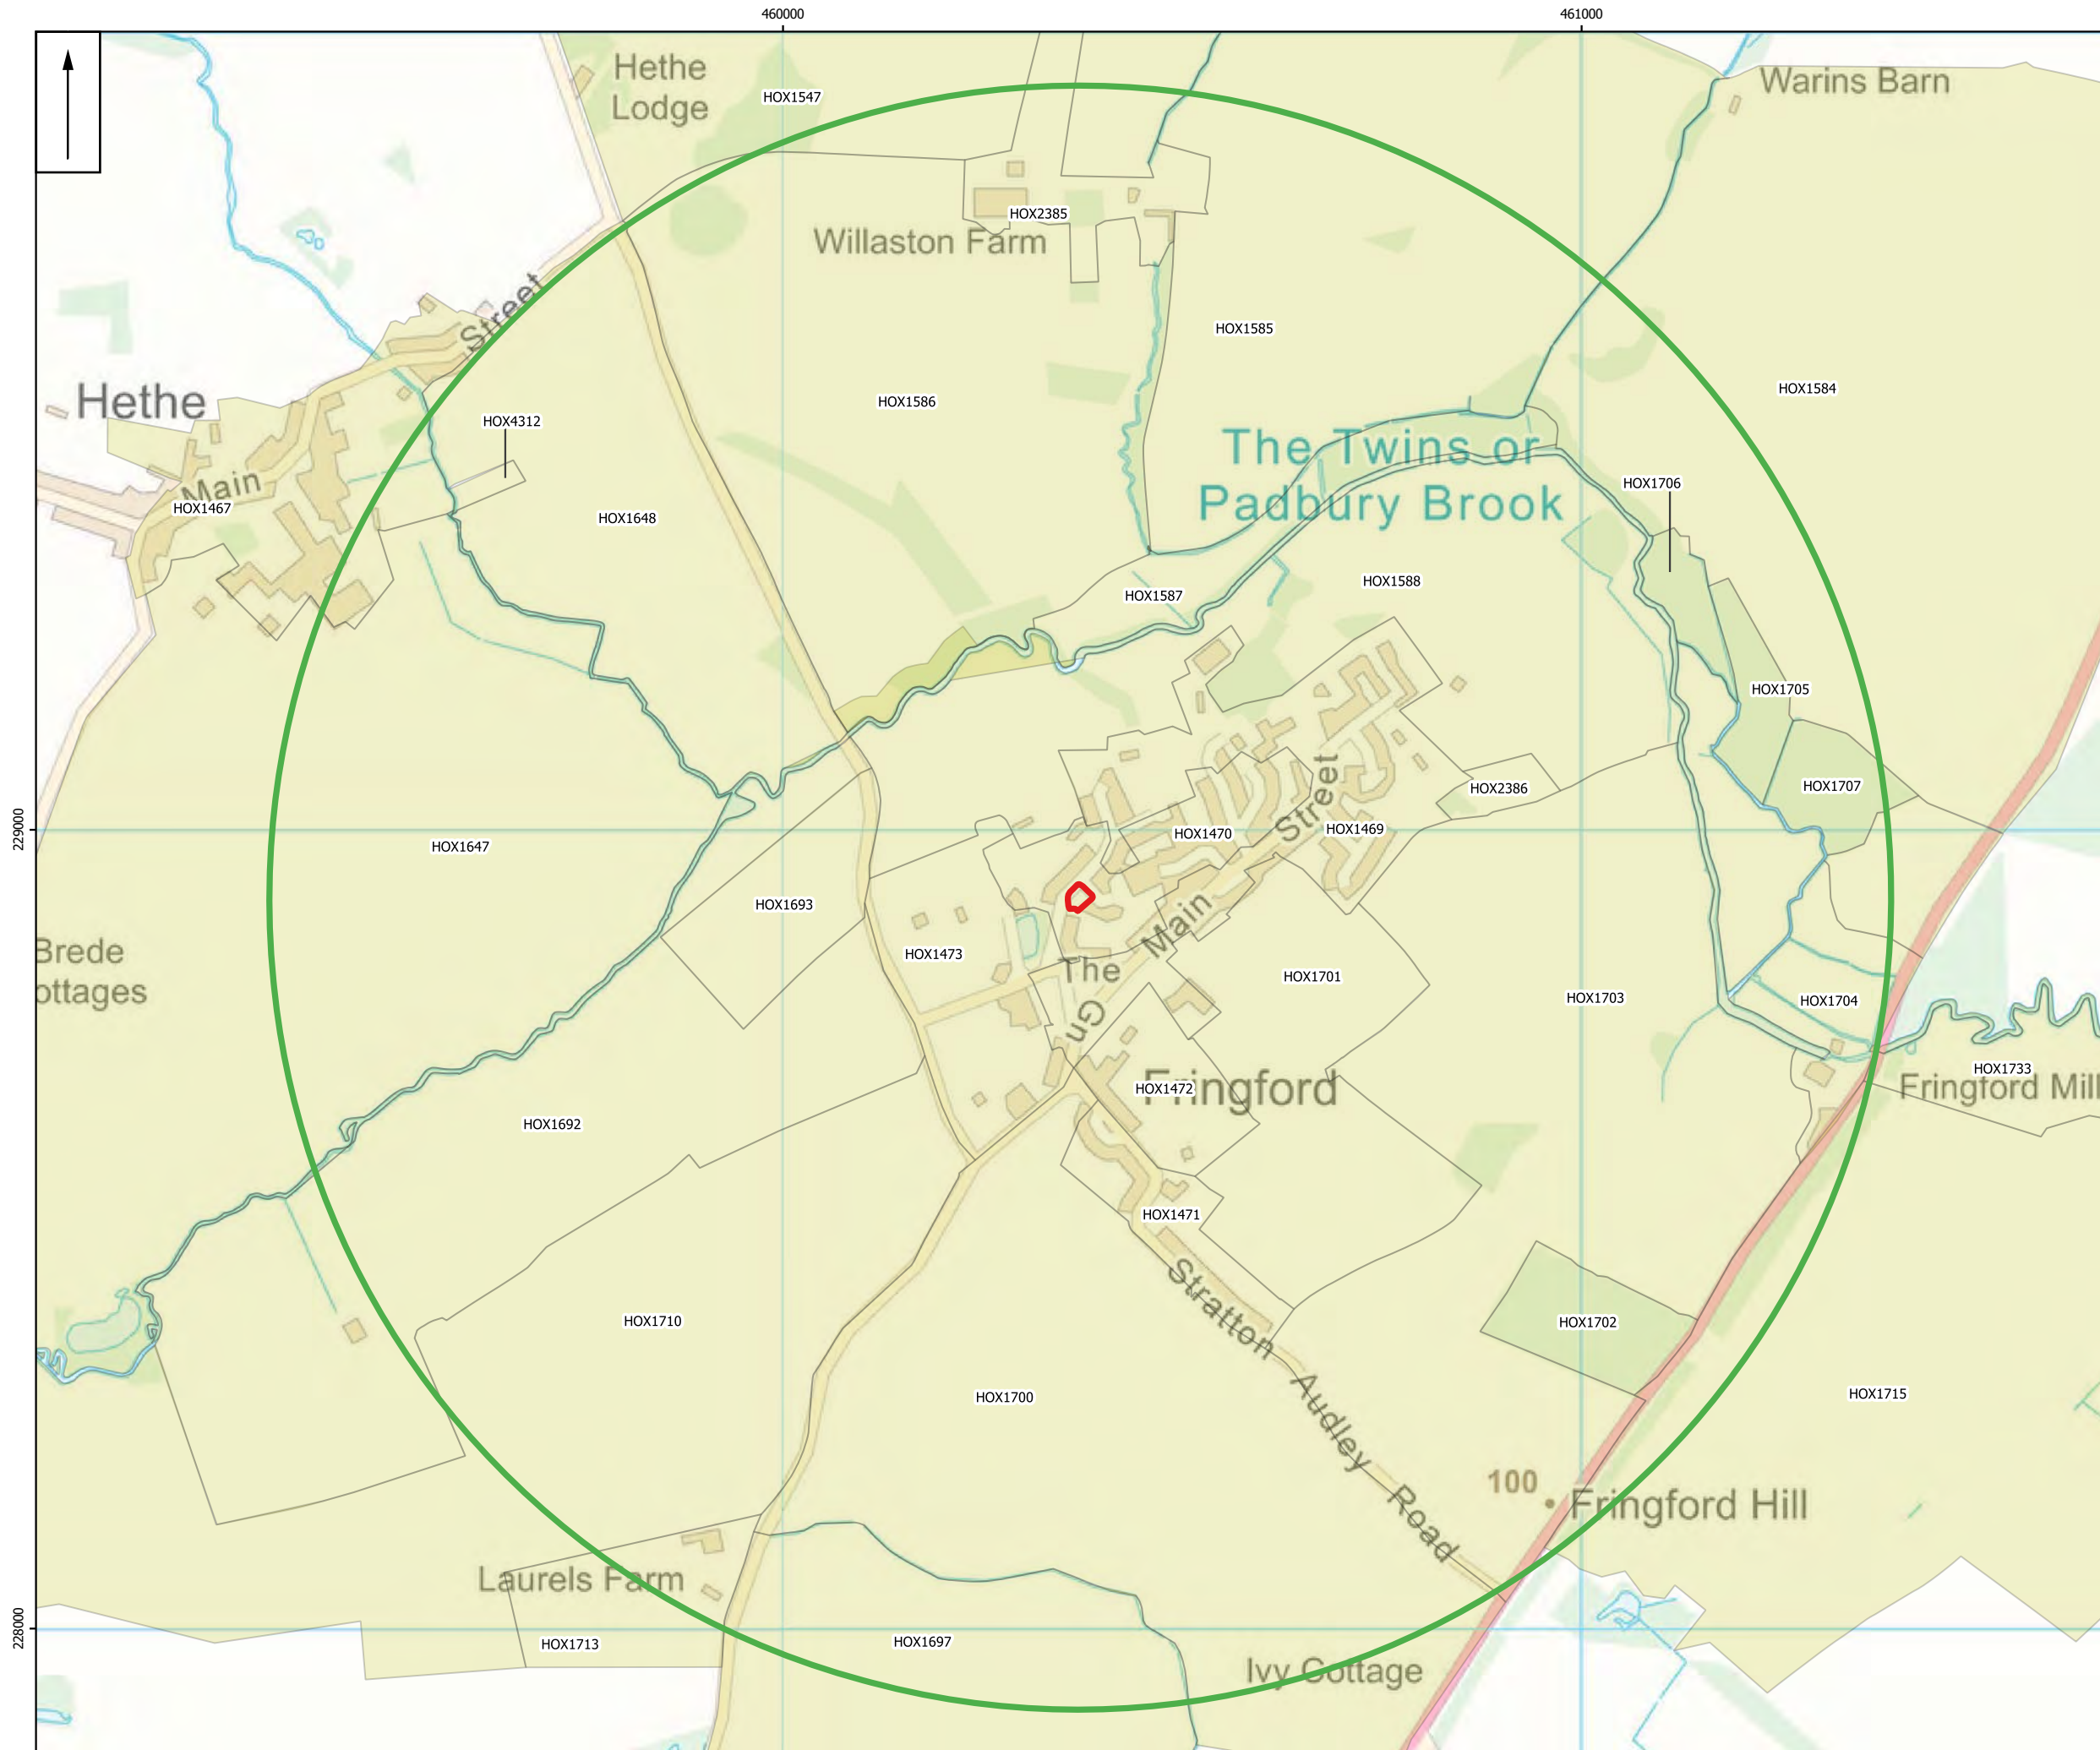 460000
461000
Hethe
Lodge
Warins Barn
HOX1547
HOX2385
Willaston Farm
Street
HOX1585
HOX1584
Hethe
HOX1586
HOX4312
The Twins or
Padbury Brook
Main
HOX1467
HOX1648
HOX1706
HOX1587
HOX1588
HOX1705
Street
HOX2386
HOX1707
229000
HOX1470
HOX1469
HOX1647
HOX1693
Main
Brede
ottages
HOX1473
The
Gn
HOX1701
HOX1703
HOX1704
HOX1733
HOX1472
Fringford
Fringford Mill
HOX1692
HOX1471
Stratton Audley Road
HOX1710
HOX1702
HOX1700
HOX1715
100
Fringford Hill
Laurels Farm
228000
HOX1713
HOX1697
Ivy Cottage